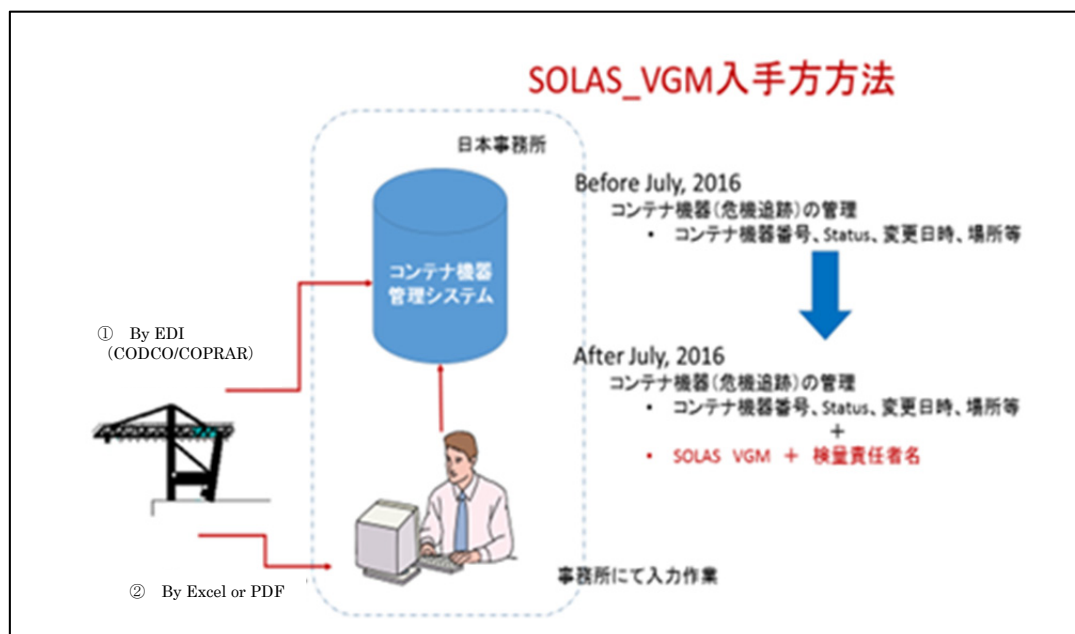 SOLAS_VGM入手方方法
日本事務所
コンテナ機器
管理システム
① By EDI
(CODCO/COPRAR)
② By Excel or PDF
事務所にて入力作業
Before July, 2016
コンテナ機器(危機追跡)の管理
• コンテナ機器番号、Status、変更日時、場所等
After July, 2016
コンテナ機器(危機追跡)の管理
• コンテナ機器番号、Status、変更日時、場所等
+
• SOLAS VGM + 検量責任者名